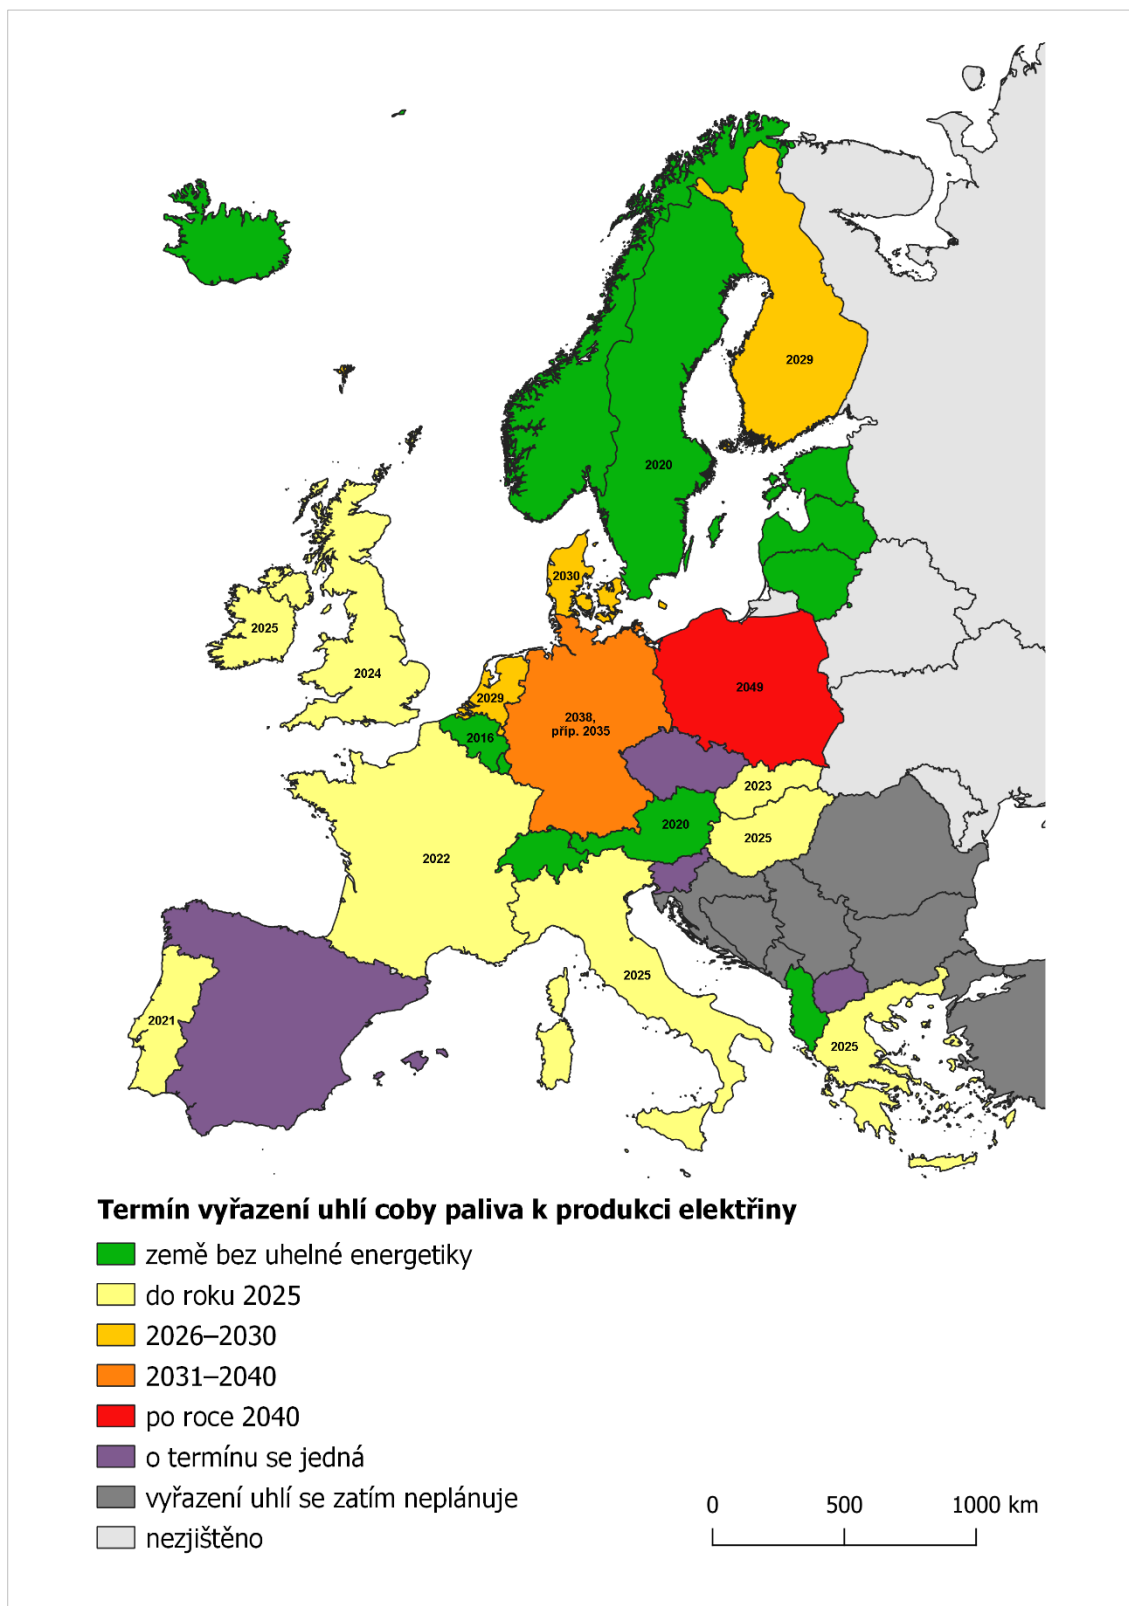 2029
2020
2030
2025
2024
2029
2016
2038,
příp. 2035
2049
2023
2020
2025
2022
2025
2021
2025
Termín vyřazení uhlí coby paliva k produkci elektřiny
země bez uhelné energetiky
do roku 2025
2026–2030
2031–2040
po roce 2040
o termínu se jedná
vyřazení uhlí se zatím neplánuje
nezjištěno
0 500 1000 km